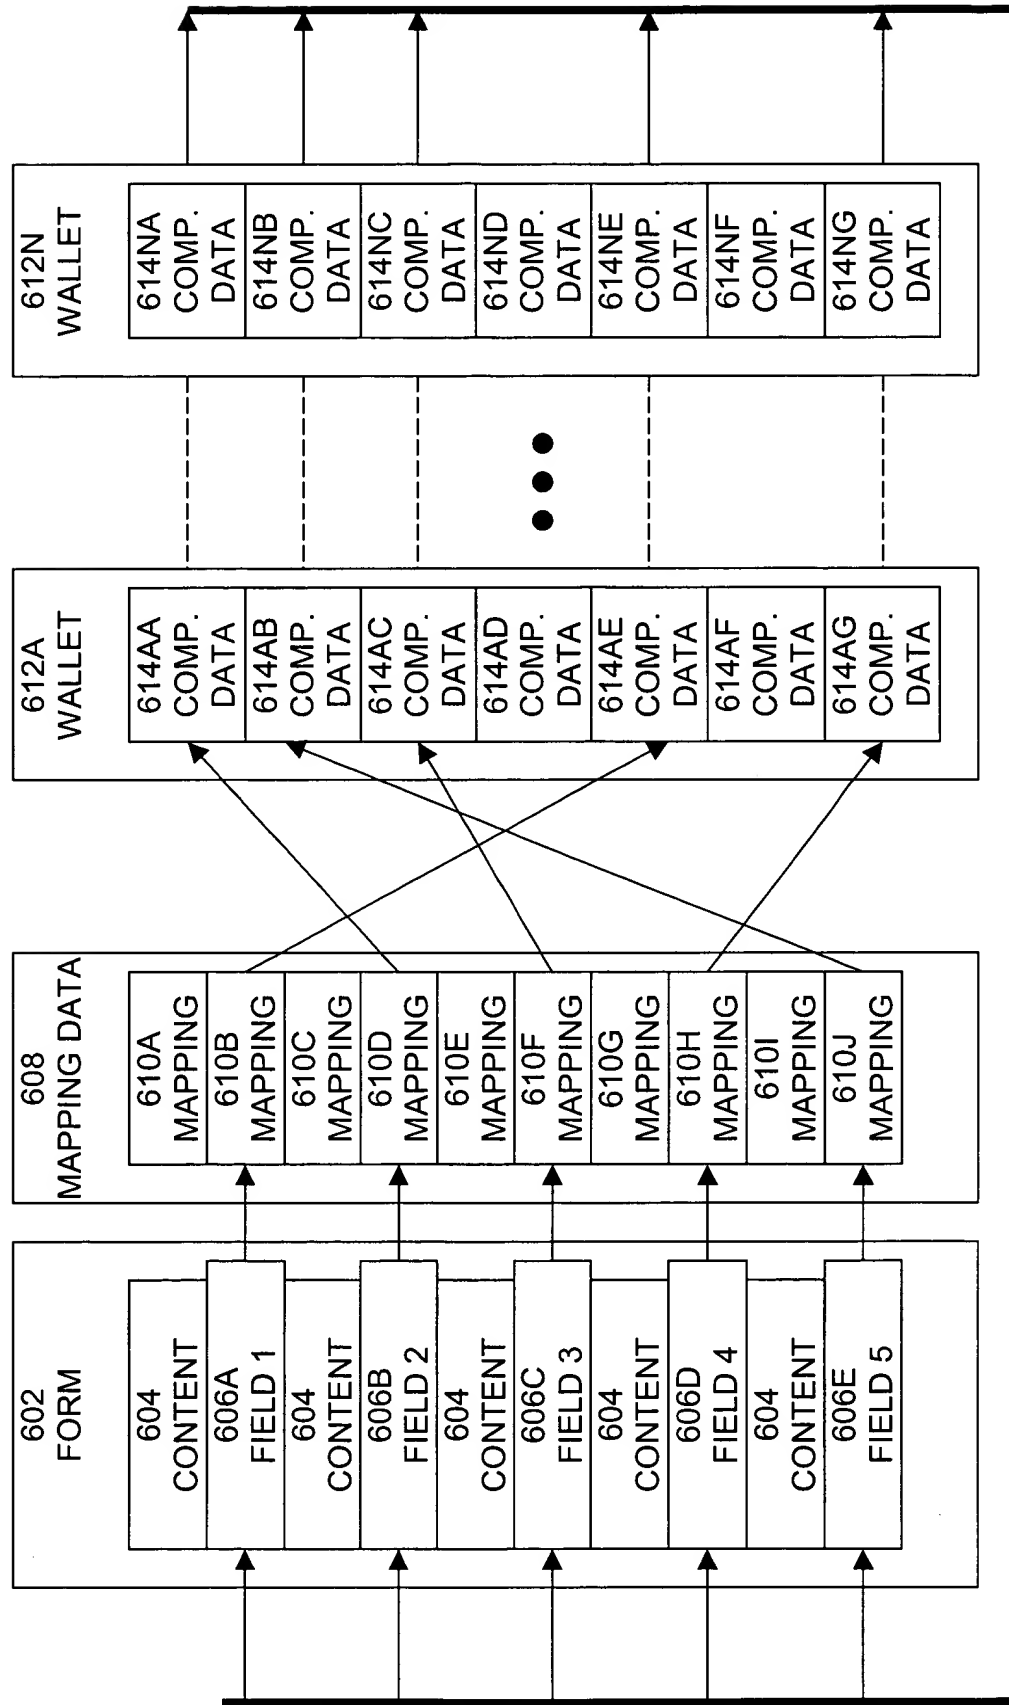 602
FORM
604
CONTENT
606A
FIELD 1
604
CONTENT
606B
FIELD 2
604
CONTENT
606C
FIELD 3
604
CONTENT
606D
FIELD 4
604
CONTENT
606E
FIELD 5
608
MAPPING DATA
610A
MAPPING
610B
MAPPING
610C
MAPPING
610D
MAPPING
610E
MAPPING
610F
MAPPING
610G
MAPPING
610H
MAPPING
610I
MAPPING
610J
MAPPING
612A
WALLET
614AA
COMP.
DATA
614AB
COMP.
DATA
614AC
COMP.
DATA
614AD
COMP.
DATA
614AE
COMP.
DATA
614AF
COMP.
DATA
614AG
COMP.
DATA
612N
WALLET
614NA
COMP.
DATA
614NB
COMP.
DATA
614NC
COMP.
DATA
614ND
COMP.
DATA
614NE
COMP.
DATA
614NF
COMP.
DATA
614NG
COMP.
DATA